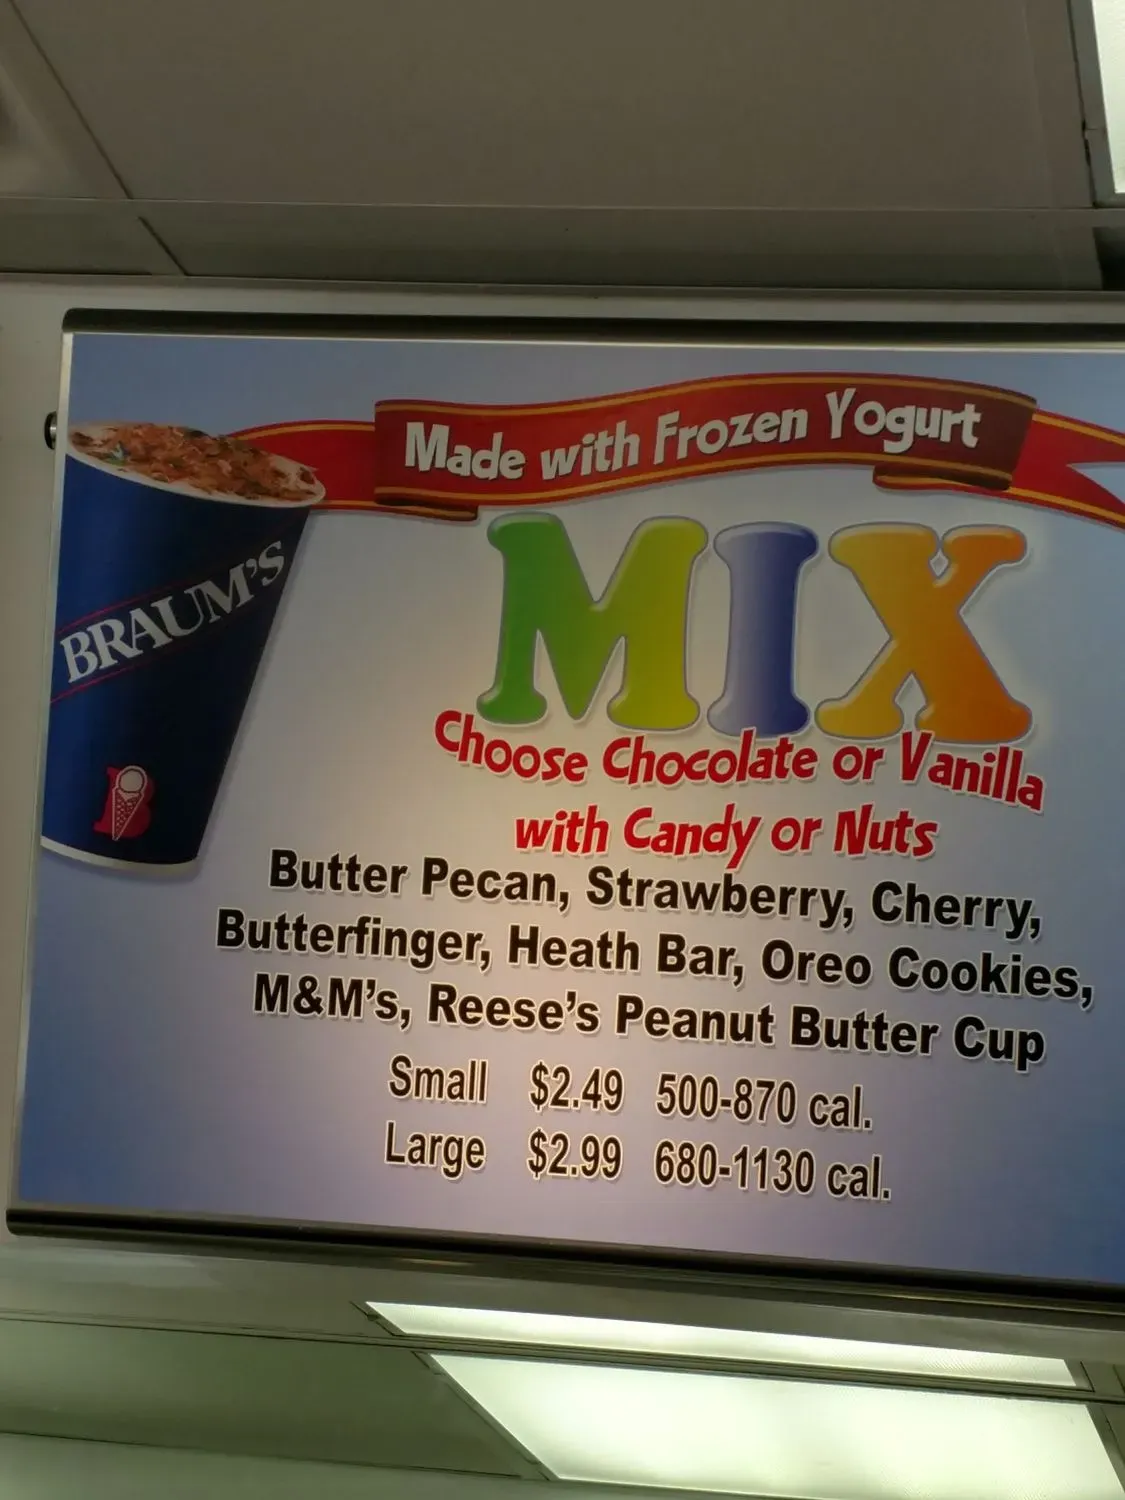 Made with Frozen Yogurt
BRAUM'S
MIX
Choose Chocolate or Vanilla
with Candy or Nuts
Butter Pecan, Strawberry, Cherry,
Butterfinger, Heath Bar, Oreo Cookies,
M&M's, Reese's Peanut Butter Cup
Small $2.49 500-870 cal.
Large $2.99 680-1130 cal.
B